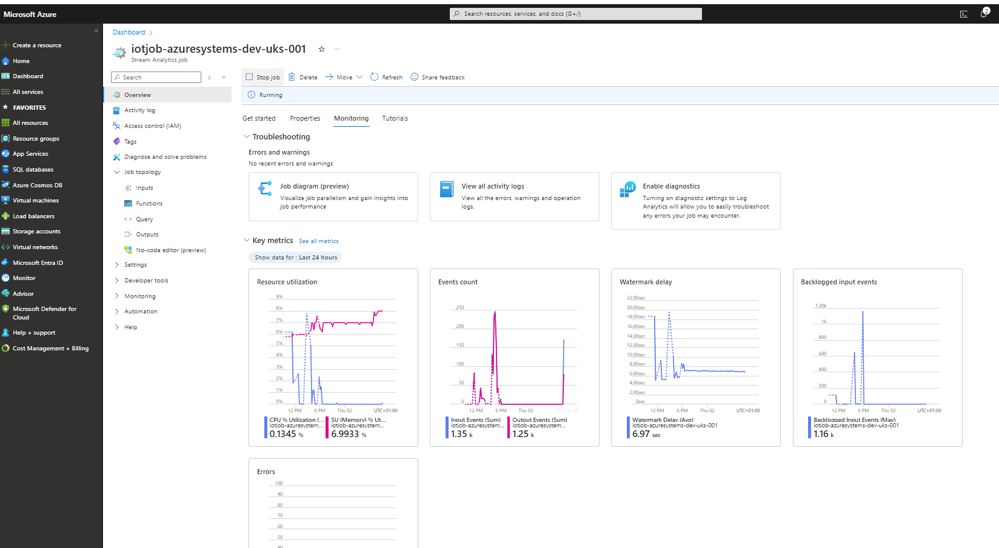 Microsoft Azure
Search resources, services, and docs (G+/)
2
Create a resource
Home
Dashboard
All services
FAVORITES
All resources
Resource groups
App Services
SQL databases
Azure Cosmos DB
Virtual machines
Load balancers
Storage accounts
Virtual networks
Microsoft Entra ID
Monitor
Advisor
Microsoft Defender for
Cloud
Help + support
Cost Management + Billing
Dashboard
iotjob-azuresystems-dev-uks-001
Stream Analytics job
Search
Overview
Activity log
Access control (IAM)
Tags
Diagnose and solve problems
Job topology
Inputs
Functions
Query
Outputs
No-code editor (preview)
Settings
Developer tools
Monitoring
Automation
Help
Stop job Delete Move Refresh Share feedback
Running
Get started Properties Monitoring Tutorials
Troubleshooting
Errors and warnings
No recent errors and warnings
Job diagram (preview)
Visualize job parallelism and gain insights into
job performance
View all activity logs
View all the errors, warnings and operation
logs.
Enable diagnostics
Turning on diagnostic settings to Log
Analytics will allow you to easily troubleshoot
any errors your job may encounter.
Key metrics See all metrics
Show data for : Last 24 hours
Resource utilization
9%
8%
7%
6%
5%
4%
3%
2%
1%
0%
12 PM 6 PM Thu 02 UTC+01:00
CPU % Utilization (... SU (Memory) % Ut...
iotjob-azuresystem... iotjob-azuresystem...
0.1345 % 6.9933 %
Events count
250
200
150
100
50
0
12 PM 6 PM Thu 02 UTC+01:00
Input Events (Sum) Output Events (Sum)
iotjob-azuresystem... iotjob-azuresystem...
1.35 k 1.25 k
Watermark delay
22.00sec
20.00sec
18.00sec
16.00sec
14.00sec
12.00sec
10.00sec
8.00sec
6.00sec
4.00sec
2.00sec
0sec
12 PM 6 PM Thu 02 UTC+01:00
Watermark Delay (Avg)
iotjob-azuresystems-dev-uks-001
6.97 sec
Backlogged input events
1.20k
1k
800
600
400
200
0
12 PM 6 PM Thu 02 UTC+01:00
Backlogged Input Events (Max)
iotjob-azuresystems-dev-uks-001
1.16 k
Errors
100
90
80
70
60
50
40